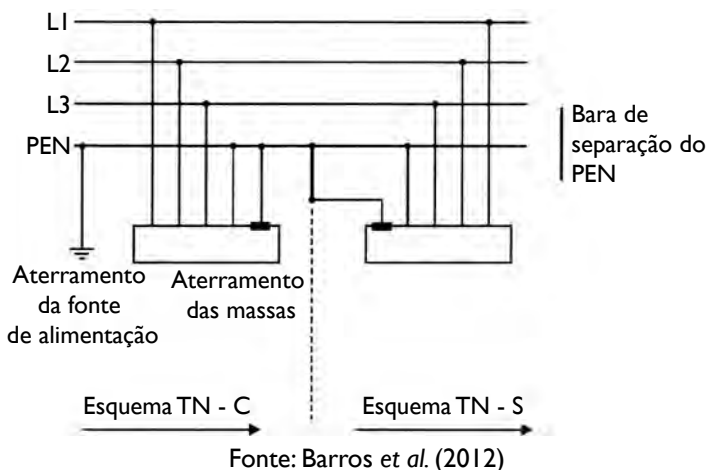 L1
L2
L3
PEN
Bara de
separação do
PEN
Aterramento
da fonte
de alimentação
Aterramento
das massas
Esquema TN - C
Esquema TN - S
Fonte: Barros et al. (2012)